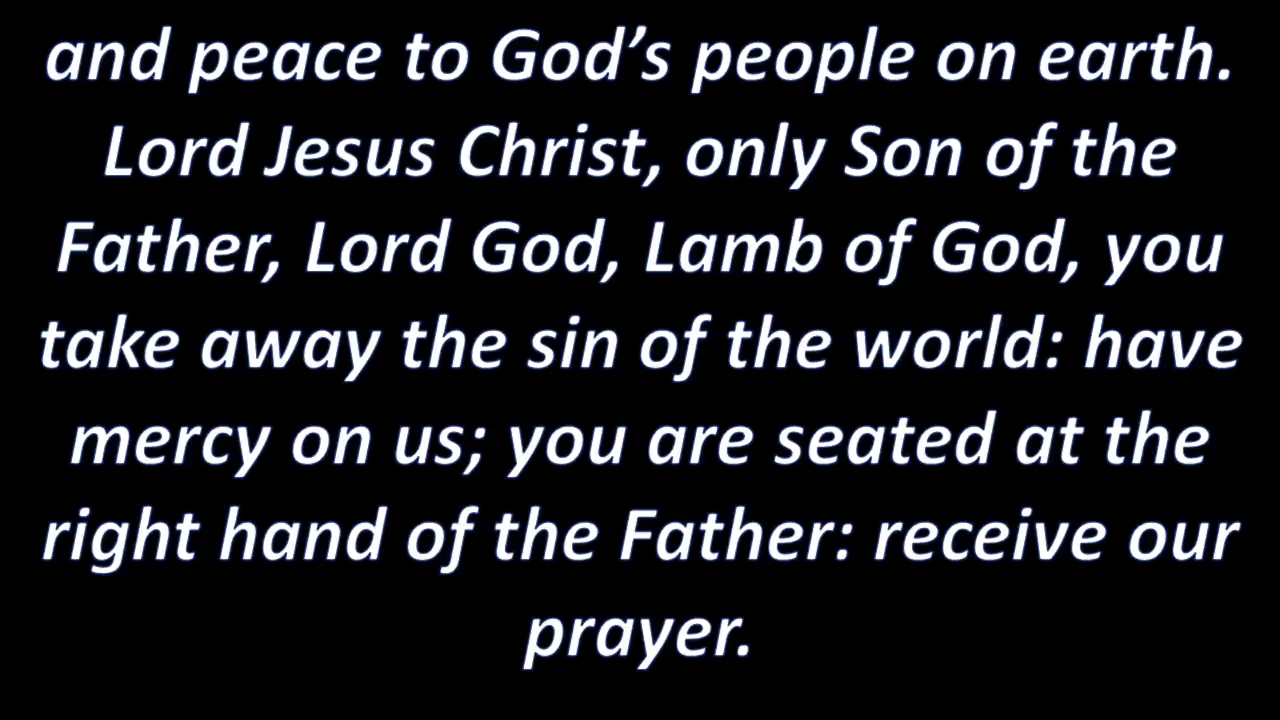 and peace to God’s people on earth.
Lord Jesus Christ, only Son of the
Father, Lord God, Lamb of God, you
take away the sin of the world: have
mercy on us; you are seated at the
right hand of the Father: receive our
prayer.